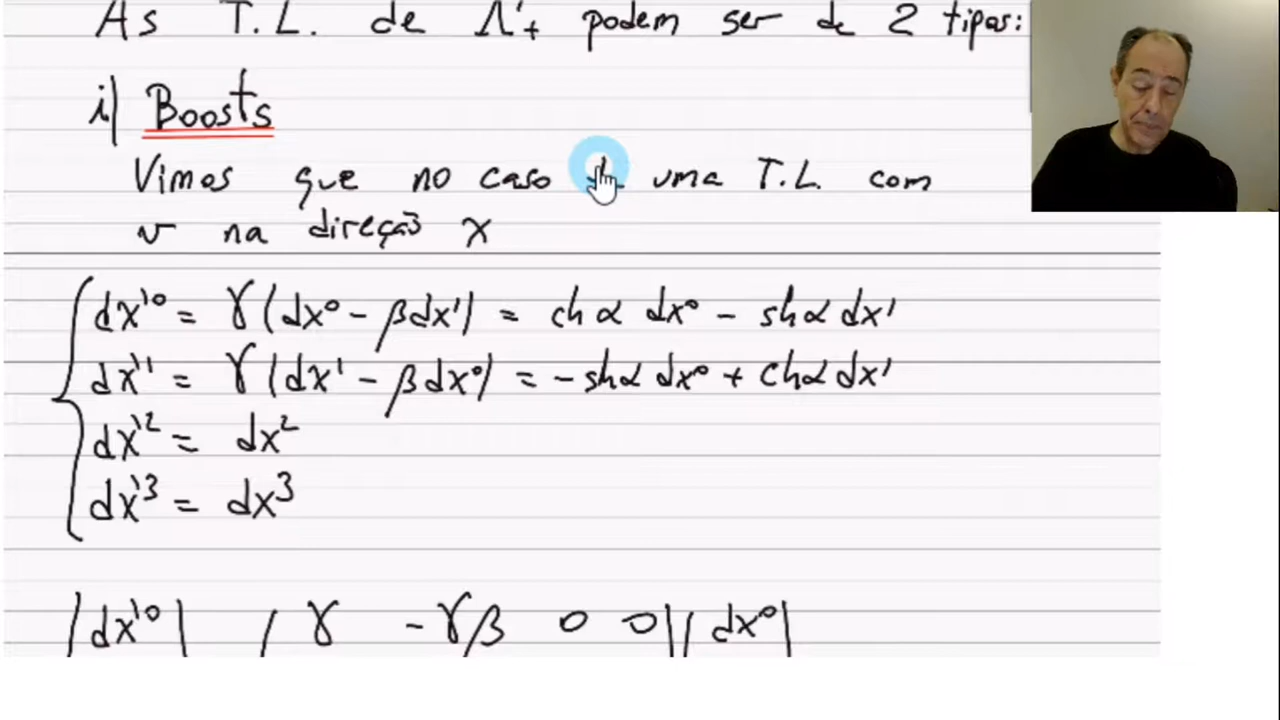 As T.L. de Λ↑+ podem ser de 2 tipos:
i) Boosts
Vimos que no caso uma T.L. com
v na direção x
dx'⁰ = γ(dx⁰ - βdx¹) = chα dx⁰ - shα dx¹
dx'¹ = γ(dx¹ - βdx⁰) = -shα dx⁰ + chα dx¹
dx'² = dx²
dx'³ = dx³
dx'⁰ γ -γβ 0 0 dx⁰